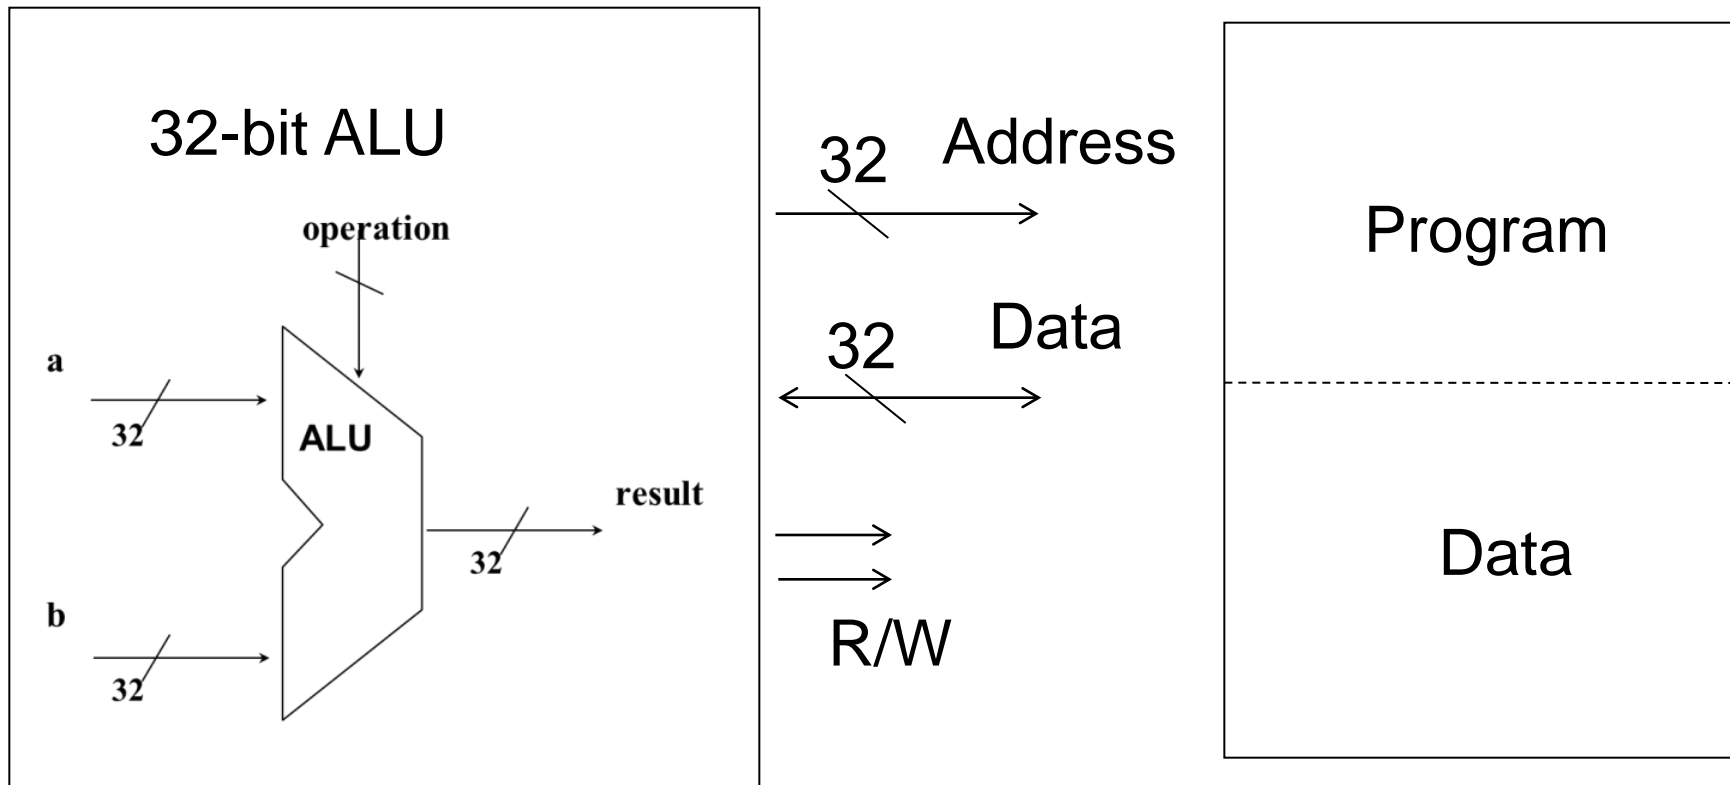 32-bit ALU
operation
a
32
ALU
result
32
b
32
32
Address
32
Data
R/W
Program
Data